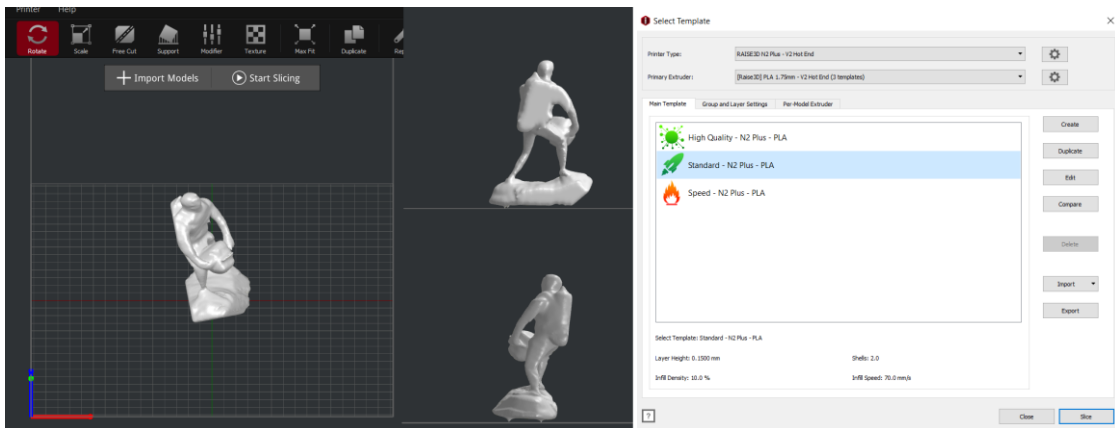 Printer Help
Rotate Scale Free Cut Support Modifier Texture Max Fit Duplicate
Import Models Start Slicing
Select Template
Printer Type: RAISE3D N2 Plus - V2 Hot End
Primary Extruder: [Raise3D] PLA 1.75mm - V2 Hot End (3 templates)
Main Template Group and Layer Settings Per-Model Extruder
High Quality - N2 Plus - PLA
Standard - N2 Plus - PLA
Speed - N2 Plus - PLA
Create
Duplicate
Edit
Compare
Delete
Import
Export
Select Template: Standard - N2 Plus - PLA
Layer Height: 0.1500 mm Shells: 2.0
Infill Density: 10.0 % Infill Speed: 70.0 mm/s
? Close Slice